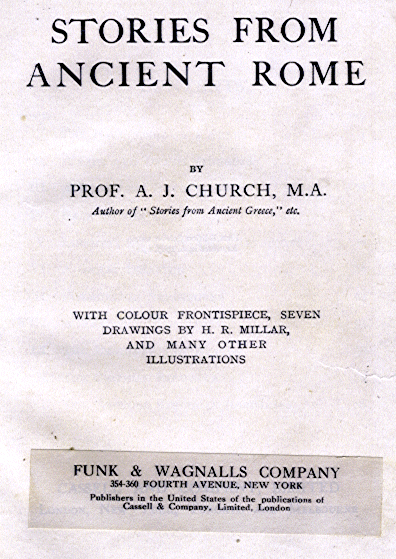 STORIES FROM
ANCIENT ROME
BY
PROF. A. J. CHURCH, M.A.
Author of "Stories from Ancient Greece," etc.
WITH COLOUR FRONTISPIECE, SEVEN
DRAWINGS BY H. R. MILLAR,
AND MANY OTHER
ILLUSTRATIONS
FUNK & WAGNALLS COMPANY
354-360 FOURTH AVENUE, NEW YORK
Publishers in the United States of the publications of
Cassell & Company, Limited, London